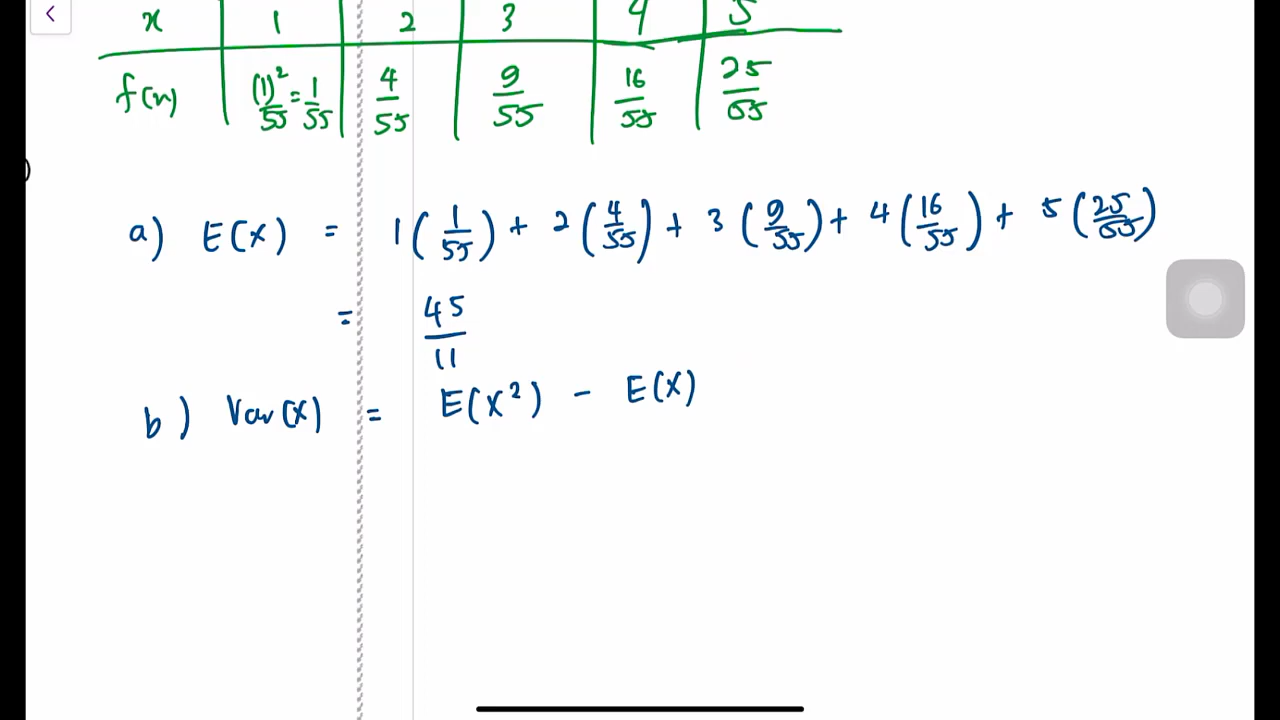 x 1 2 3 4 5
f(x) (1)²/55 = 1/55 4/55 9/55 16/55 25/55
)
a) E(X) = 1(1/55) + 2(4/55) + 3(9/55) + 4(16/55) + 5(25/55)
= 45/11
b) Var(X) = E(X²) - E(X)